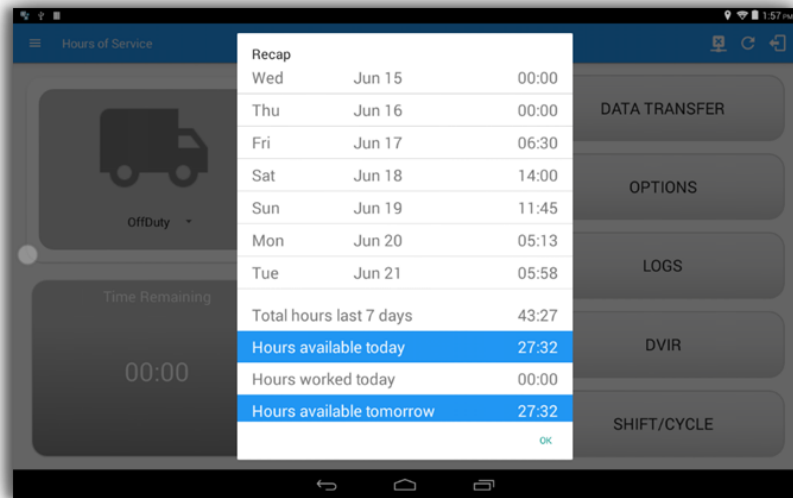 1:57 PM
Hours of Service
Recap
Wed Jun 15 00:00
Thu Jun 16 00:00
Fri Jun 17 06:30
Sat Jun 18 14:00
Sun Jun 19 11:45
Mon Jun 20 05:13
Tue Jun 21 05:58
Total hours last 7 days 43:27
Hours available today 27:32
Hours worked today 00:00
Hours available tomorrow 27:32
OK
OffDuty
Time Remaining
00:00
DATA TRANSFER
OPTIONS
LOGS
DVIR
SHIFT/CYCLE